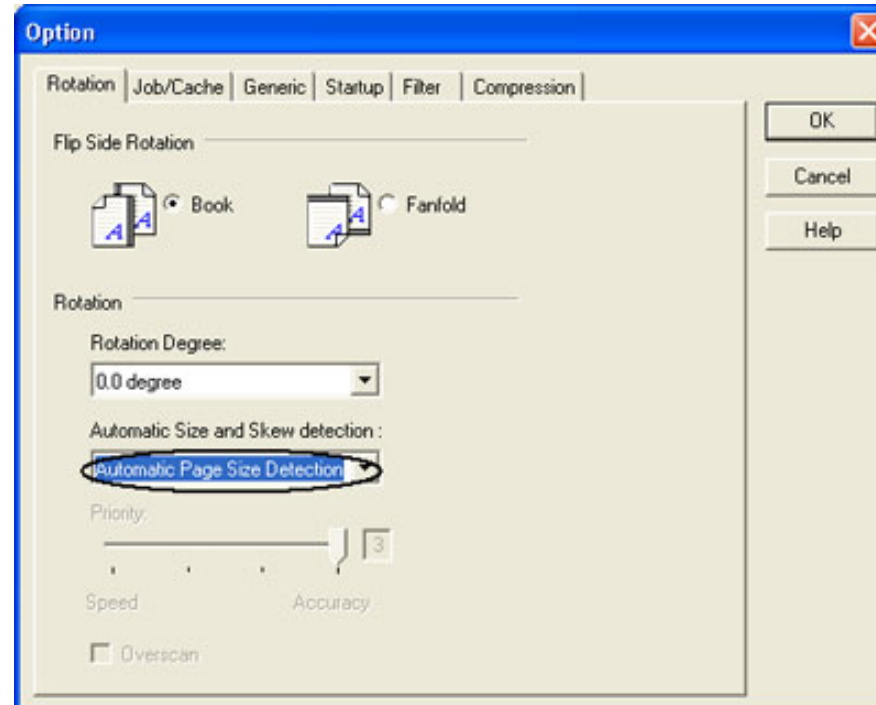 Option
Rotation Job/Cache Generic Startup Filter Compression
OK
Cancel
Help
Flip Side Rotation
A A Book A A Fanfold
Rotation
Rotation Degree:
0.0 degree
Automatic Size and Skew detection :
Automatic Page Size Detection
Priority:
3
Speed Accuracy
Overscan